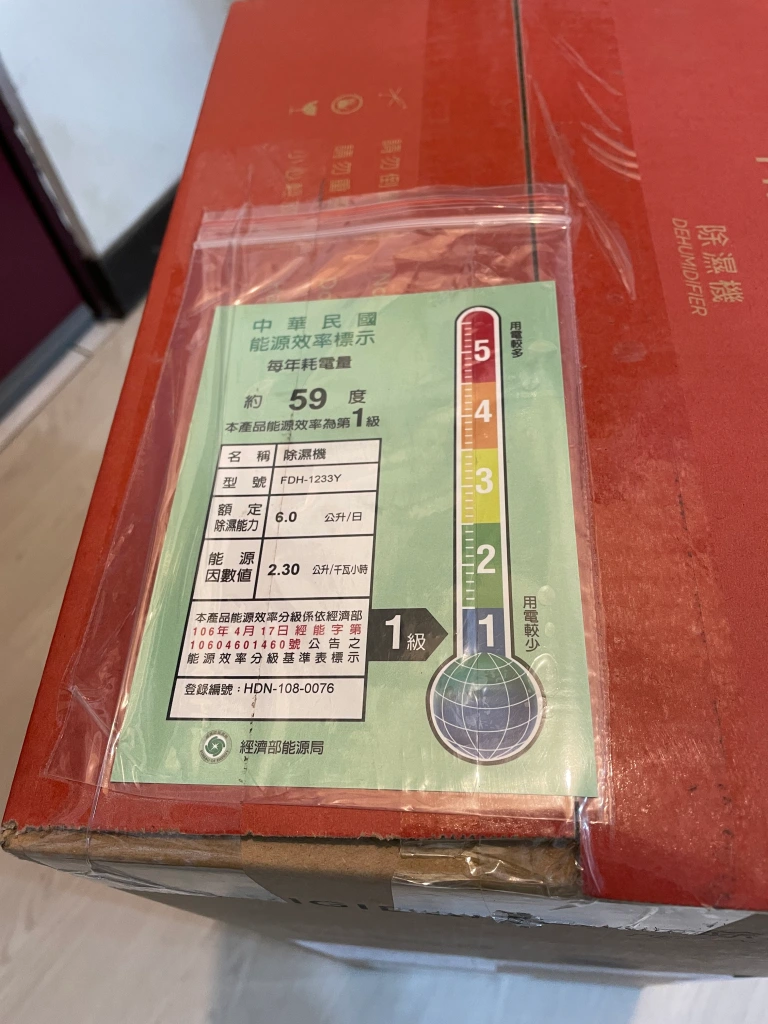 除濕機
DEHUMIDIFIER
中華民國
能源效率標示
每年耗電量
約 59 度
本產品能源效率為第1級
名稱 除濕機
型號 FDH-1233Y
額定除濕能力 6.0 公升/日
能源因數值 2.30 公升/千瓦小時
本產品能源效率分級係依經濟部
106年4月17日經能字第
10604601460號公告之
能源效率分級基準表標示
登錄編號：HDN-108-0076
經濟部能源局
用電較多
5
4
3
2
1
用電較少
1級